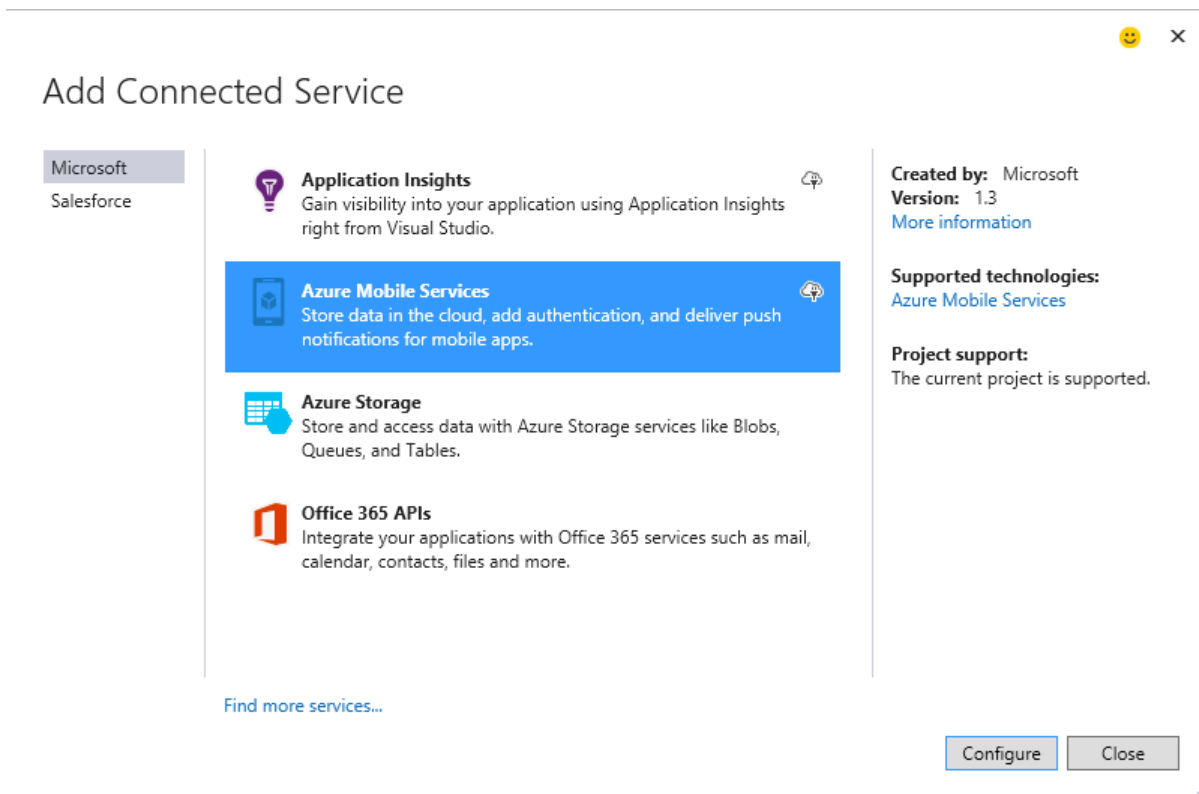 Add Connected Service
Microsoft
Salesforce
Application Insights
Gain visibility into your application using Application Insights
right from Visual Studio.
Azure Mobile Services
Store data in the cloud, add authentication, and deliver push
notifications for mobile apps.
Azure Storage
Store and access data with Azure Storage services like Blobs,
Queues, and Tables.
Office 365 APIs
Integrate your applications with Office 365 services such as mail,
calendar, contacts, files and more.
Created by: Microsoft
Version: 1.3
More information
Supported technologies:
Azure Mobile Services
Project support:
The current project is supported.
Find more services...
Configure
Close